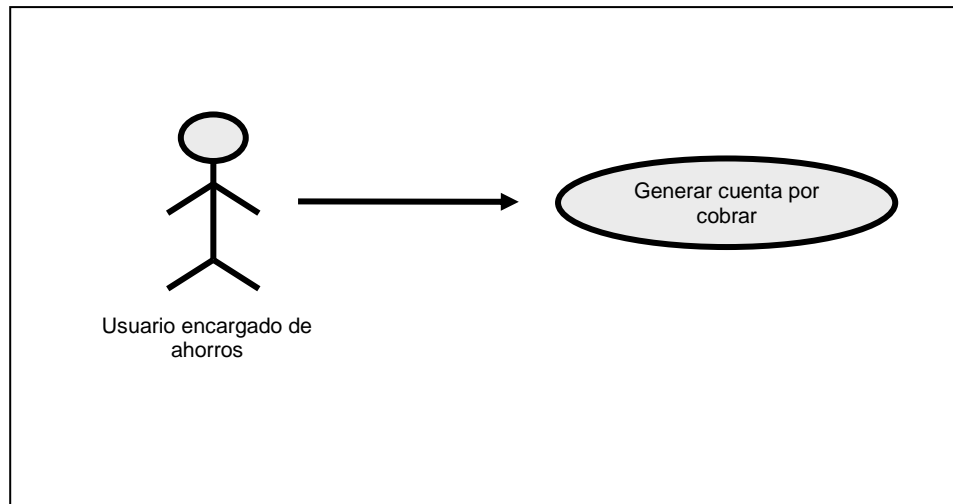 Generar cuenta por
cobrar
Usuario encargado de
ahorros